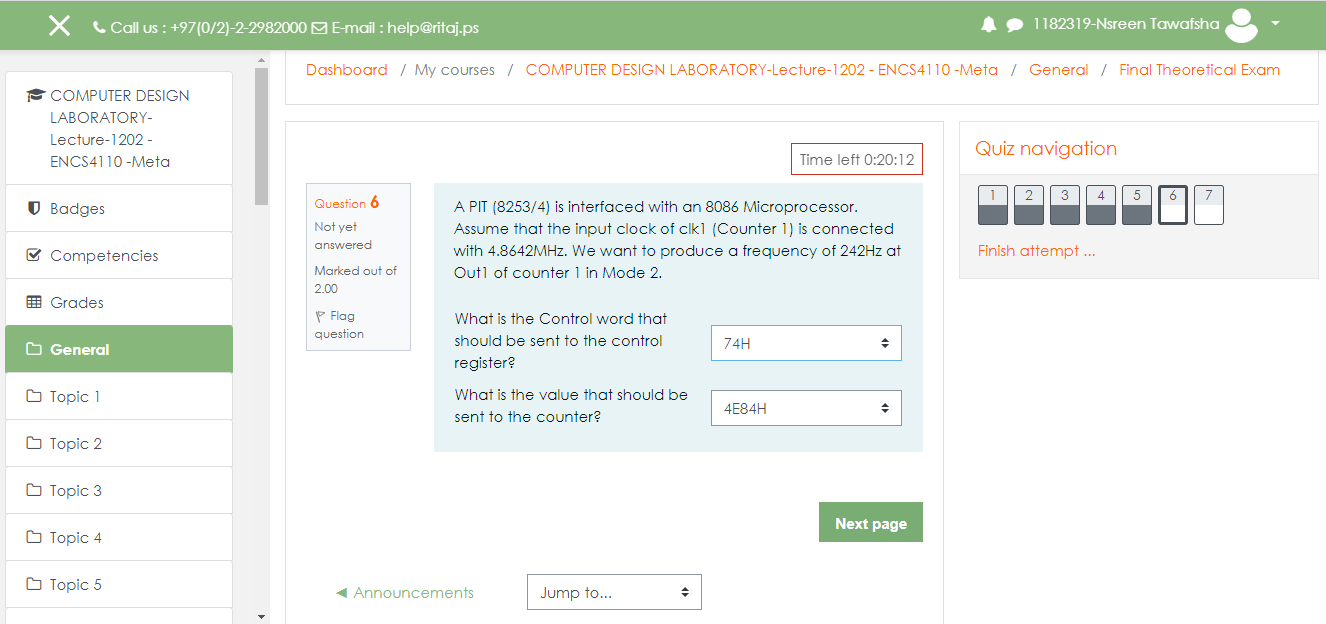 Call us : +97(0/2)-2-2982000 E-mail : help@ritaj.ps
1182319-Nsreen Tawafsha
COMPUTER DESIGN
LABORATORY-
Lecture-1202 -
ENCS4110 -Meta
Badges
Competencies
Grades
General
Topic 1
Topic 2
Topic 3
Topic 4
Topic 5
Dashboard / My courses / COMPUTER DESIGN LABORATORY-Lecture-1202 - ENCS4110 -Meta / General / Final Theoretical Exam
Time left 0:20:12
Question 6
Not yet
answered
Marked out of
2.00
Flag
question
A PIT (8253/4) is interfaced with an 8086 Microprocessor.
Assume that the input clock of clk1 (Counter 1) is connected
with 4.8642MHz. We want to produce a frequency of 242Hz at
Out1 of counter 1 in Mode 2.
What is the Control word that
should be sent to the control
register?
74H
What is the value that should be
sent to the counter?
4E84H
Next page
◄ Announcements
Jump to...
Quiz navigation
1 2 3 4 5 6 7
Finish attempt ...